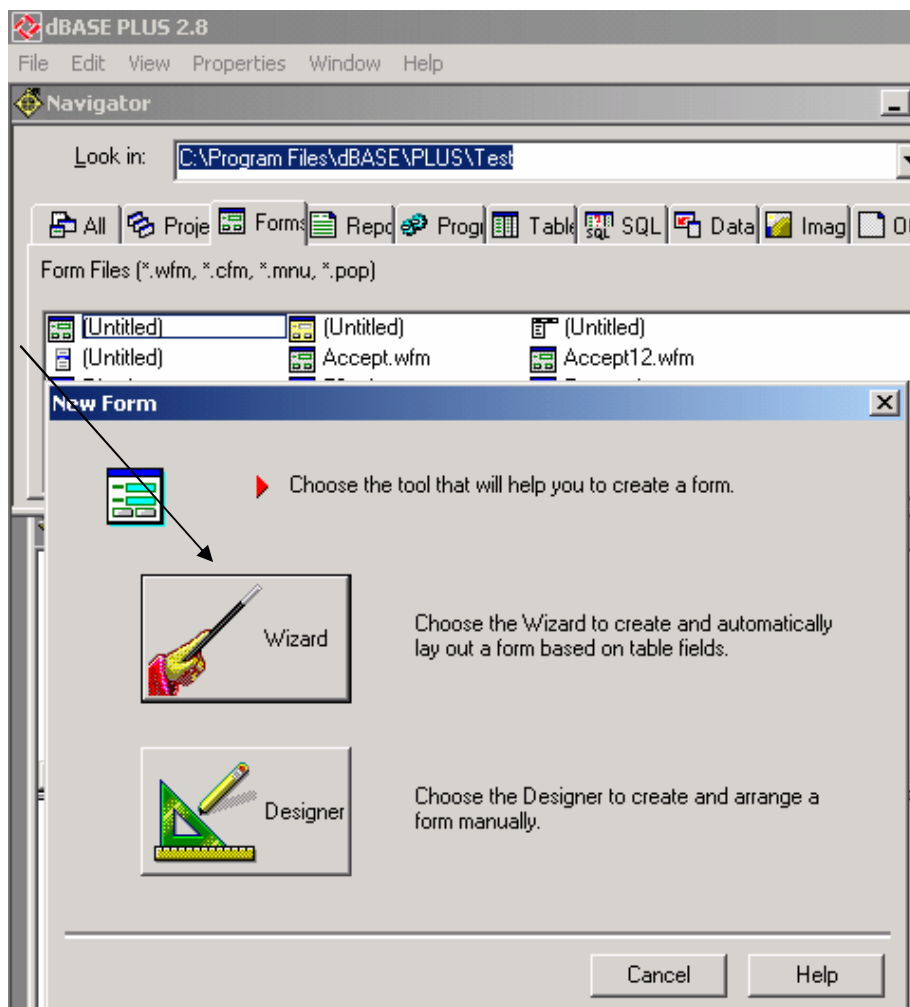 dBASE PLUS 2.8
File Edit View Properties Window Help
Navigator
Look in: C:\Program Files\dBASE\PLUS\Test
All Proje Forms Repo Progr Table SQL Data Imag
Form Files (*.wfm, *.cfm, *.mnu, *.pop)
(Untitled) (Untitled) (Untitled)
(Untitled) Accept.wfm Accept12.wfm
New Form
Choose the tool that will help you to create a form.
Wizard
Choose the Wizard to create and automatically
lay out a form based on table fields.
Designer
Choose the Designer to create and arrange a
form manually.
Cancel Help